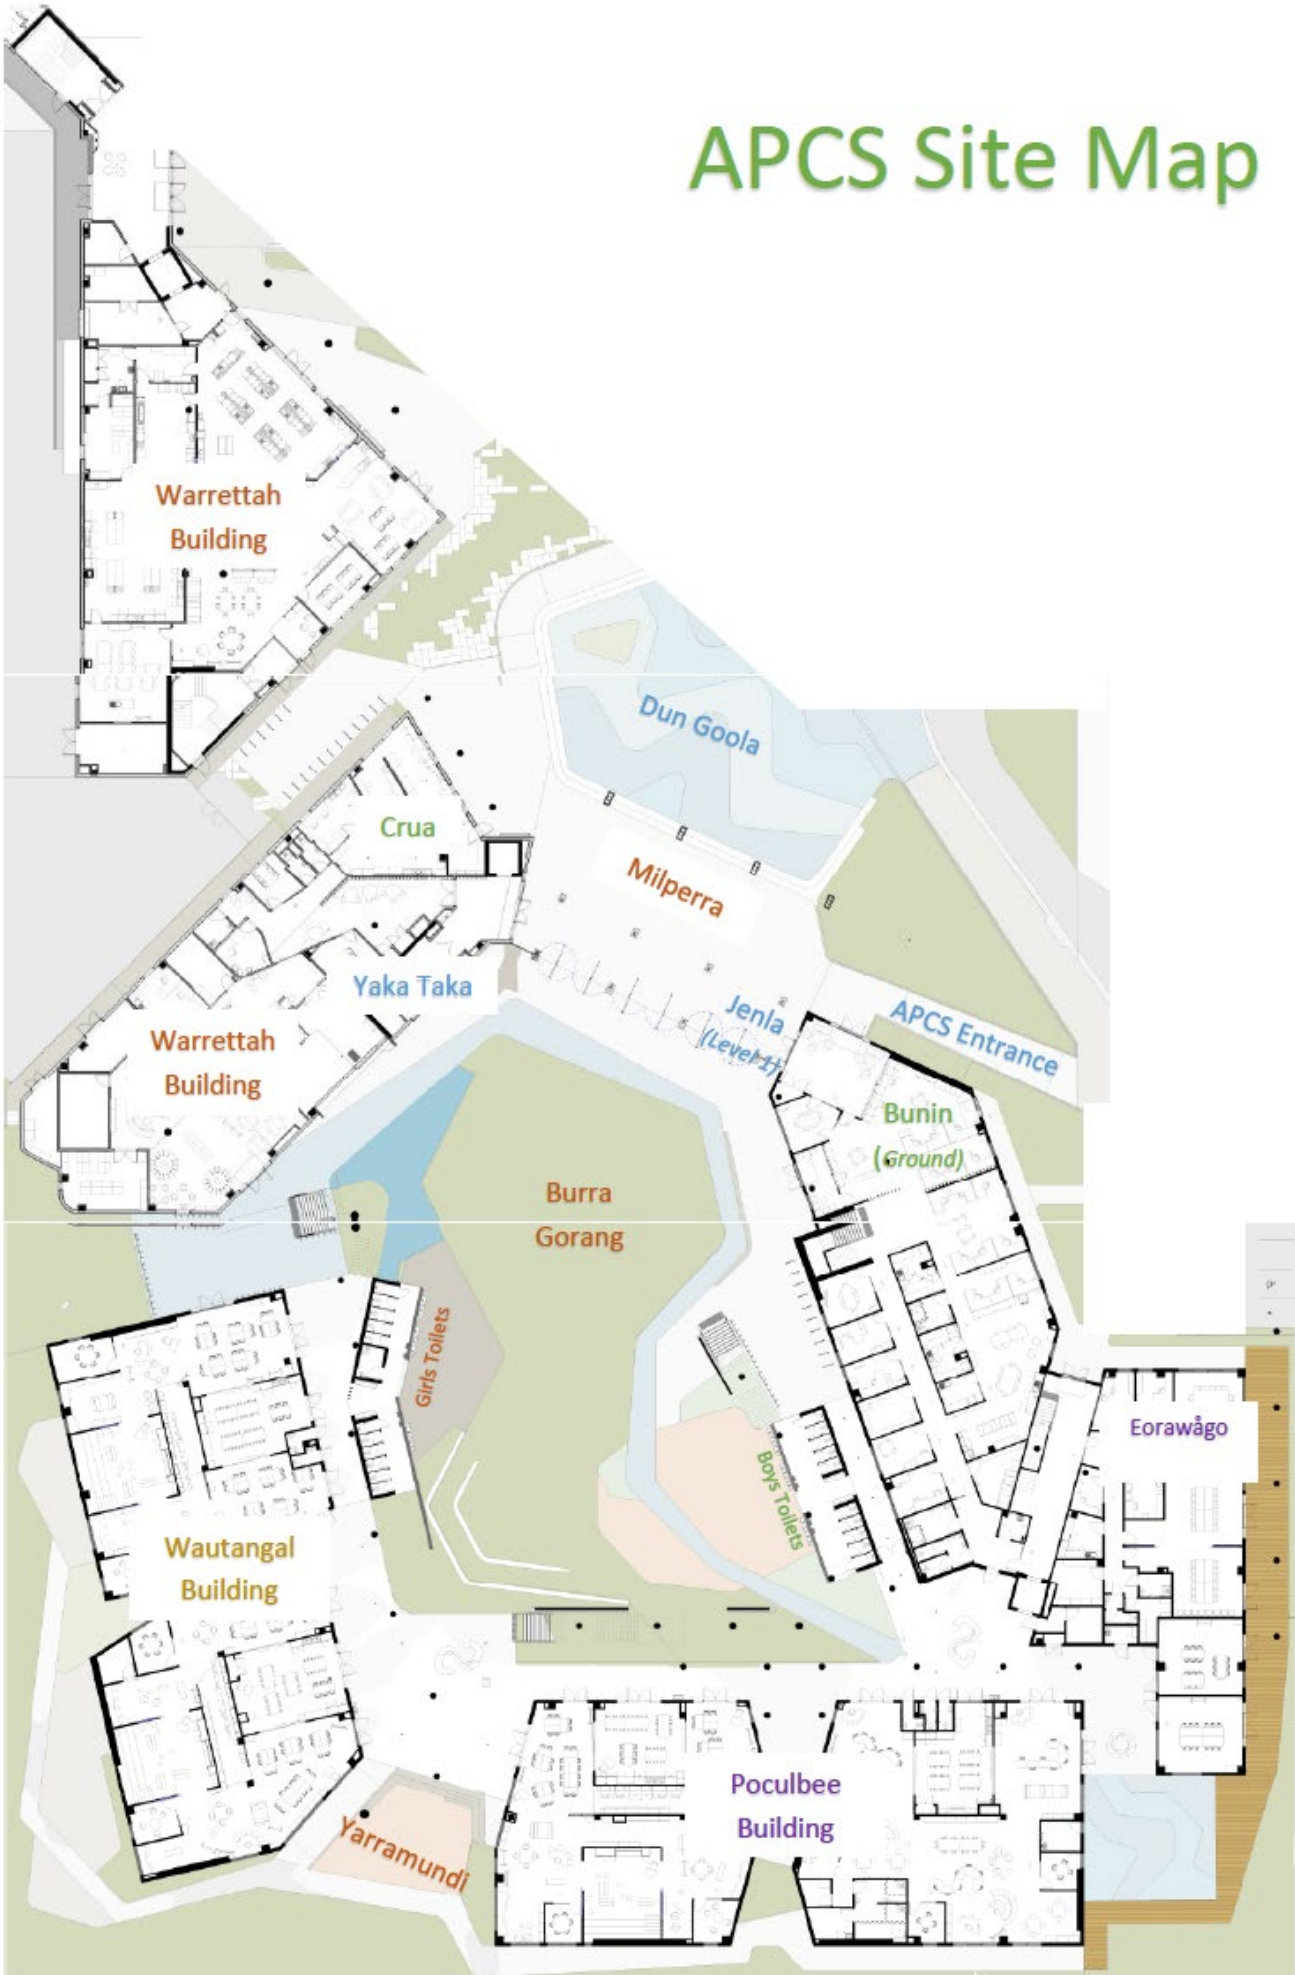 APCS Site Map
Warrettah
Building
Dun Goola
Crua
Milperra
Yaka Taka
Jenla
(Level 1)
APCS Entrance
Warrettah
Building
Bunin
(Ground)
Burra
Gorang
Girls Toilets
Eorawågo
Boys Toilets
Wautangal
Building
Poculbee
Building
Yarramundi